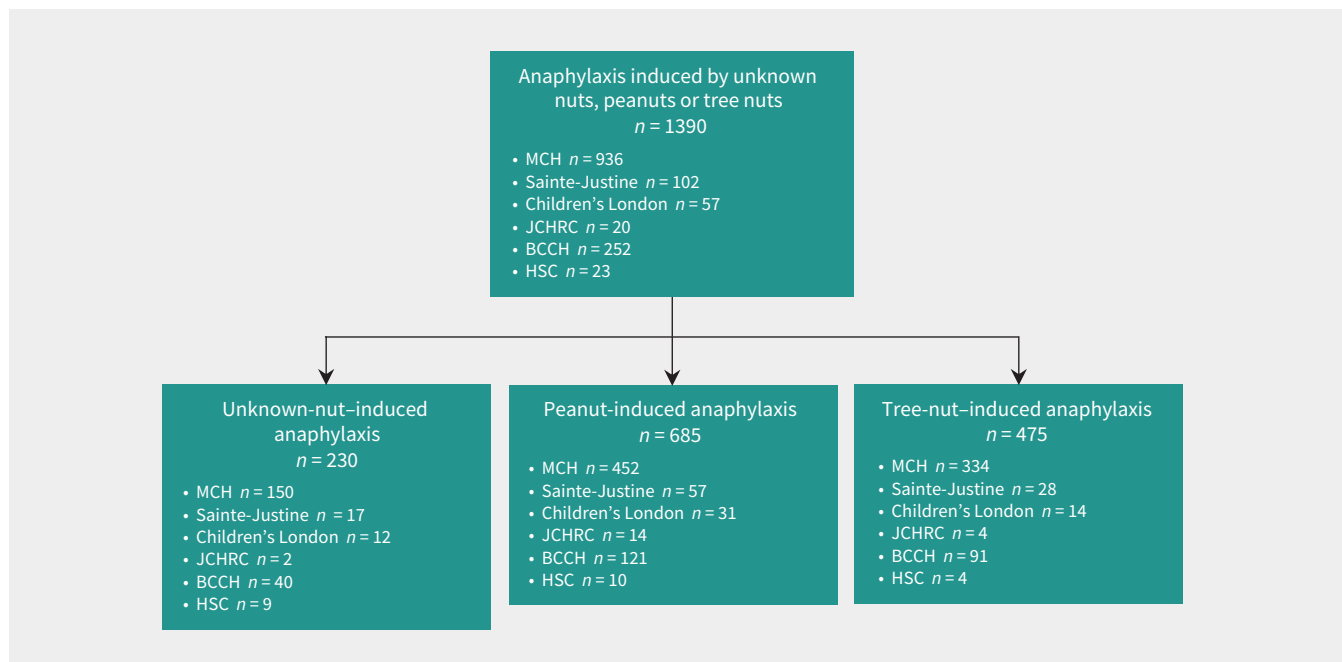 Anaphylaxis induced by unknown
nuts, peanuts or tree nuts
n = 1390
• MCH n = 936
• Sainte-Justine n = 102
• Children’s London n = 57
• JCHRC n = 20
• BCCH n = 252
• HSC n = 23
Unknown-nut–induced
anaphylaxis
n = 230
• MCH n = 150
• Sainte-Justine n = 17
• Children’s London n = 12
• JCHRC n = 2
• BCCH n = 40
• HSC n = 9
Peanut-induced anaphylaxis
n = 685
• MCH n = 452
• Sainte-Justine n = 57
• Children’s London n = 31
• JCHRC n = 14
• BCCH n = 121
• HSC n = 10
Tree-nut–induced anaphylaxis
n = 475
• MCH n = 334
• Sainte-Justine n = 28
• Children’s London n = 14
• JCHRC n = 4
• BCCH n = 91
• HSC n = 4